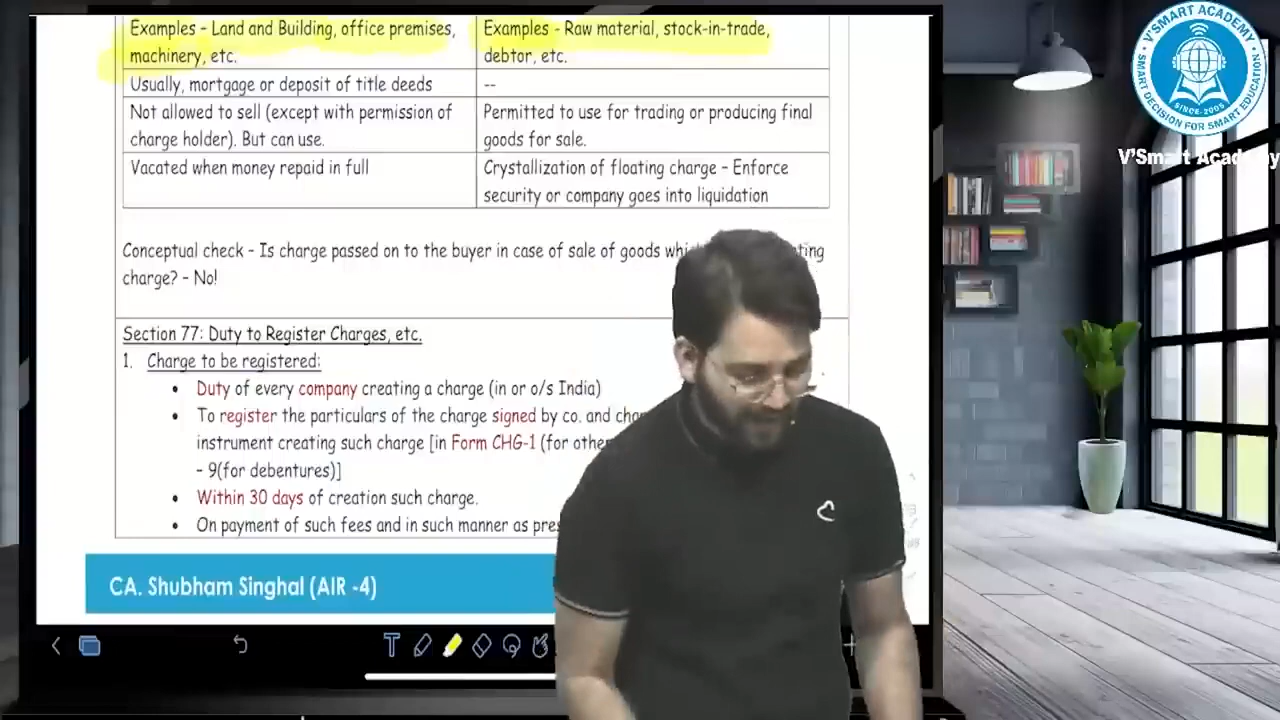 Examples – Land and Building, office premises,
machinery, etc.
Examples - Raw material, stock-in-trade,
debtor, etc.
Usually, mortgage or deposit of title deeds
--
Not allowed to sell (except with permission of
charge holder). But can use.
Permitted to use for trading or producing final
goods for sale.
Vacated when money repaid in full
Crystallization of floating charge – Enforce
security or company goes into liquidation
Conceptual check – Is charge passed on to the buyer in case of sale of goods
charge? – No!
Section 77: Duty to Register Charges, etc.
1. Charge to be registered:
• Duty of every company creating a charge (in or o/s India)
• To register the particulars of the charge signed by co. and
instrument creating such charge [in Form CHG-1 (for
– 9(for debentures)]
• Within 30 days of creation such charge.
• On payment of such fees and in such manner as
CA. Shubham Singhal (AIR -4)
V'SMART ACADEMY
SMART DECISION FOR SMART EDUCATION
SINCE-2005
V'Smart Academy